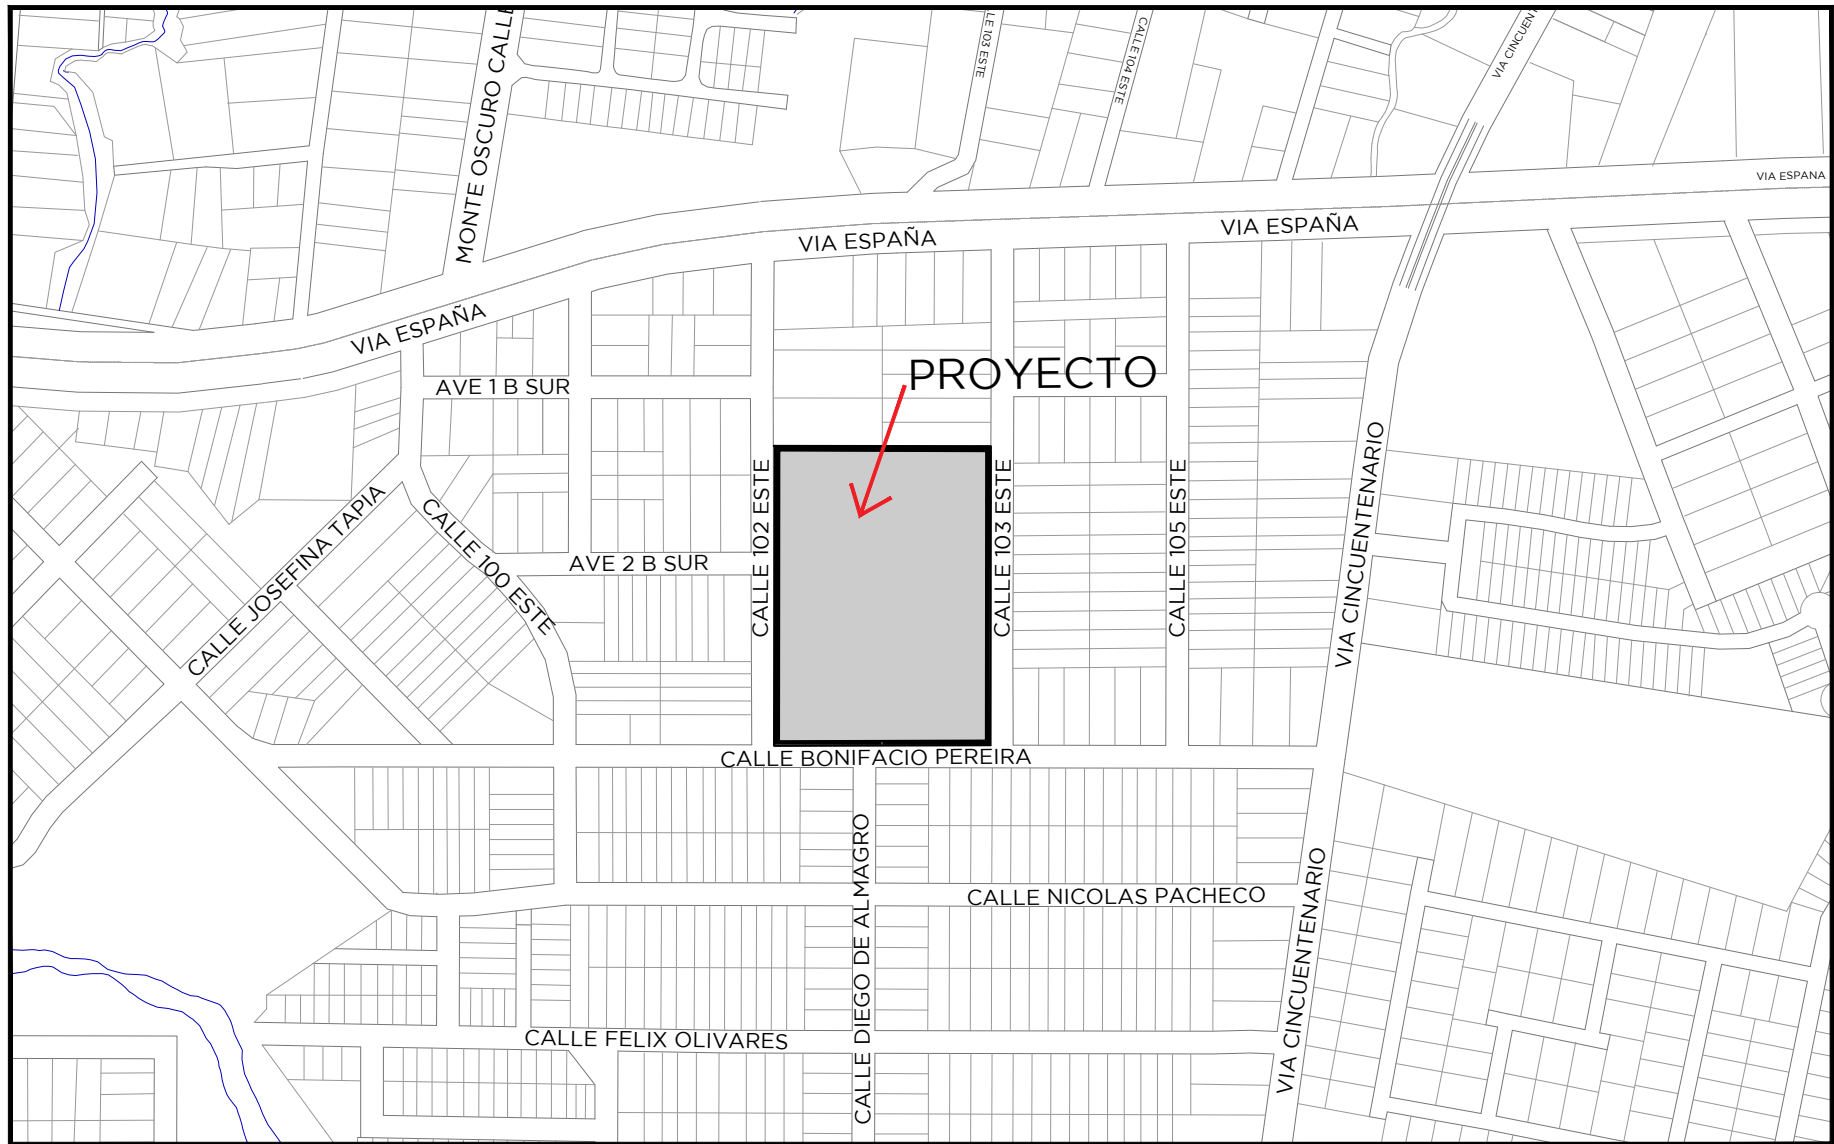 MONTE OSCURO CALLE
LE 103 ESTE
CALLE 104 ESTE
VIA CINCUENT
VIA ESPANA
VIA ESPAÑA
VIA ESPAÑA
VIA ESPAÑA
PROYECTO
AVE 1 B SUR
CALLE JOSEFINA TAPIA
CALLE 100 ESTE
AVE 2 B SUR
CALLE 102 ESTE
CALLE 103 ESTE
CALLE 105 ESTE
VIA CINCUENTENARIO
CALLE BONIFACIO PEREIRA
CALLE DIEGO DE ALMAGRO
CALLE NICOLAS PACHECO
VIA CINCUENTENARIO
CALLE FELIX OLIVARES